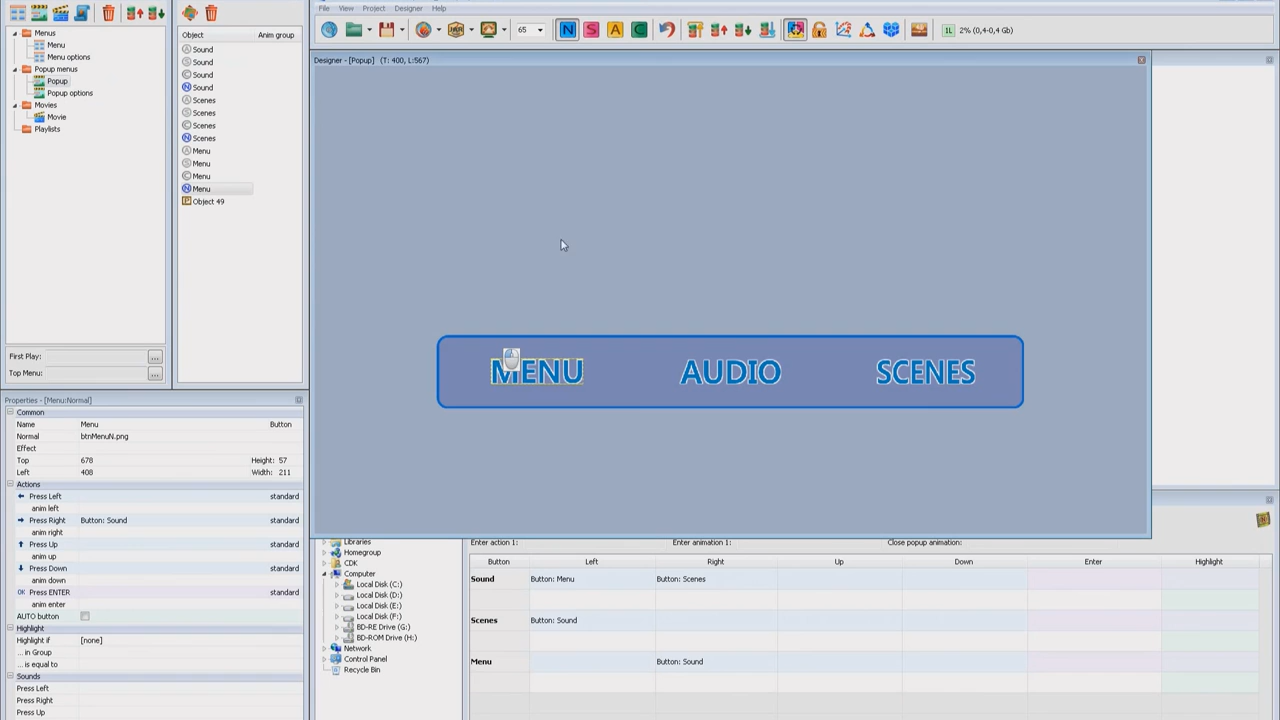 File View Project Designer Help
65
N S A C
1L 2% (0,4-0,4 Gb)
Menus
Menu
Menu options
Popup menus
Popup
Popup options
Movies
Movie
Playlists
First Play: ...
Top Menu: ...
Object Anim group
Sound
Sound
Sound
Sound
Scenes
Scenes
Scenes
Scenes
Menu
Menu
Menu
Menu
Object 49
Designer - [Popup] (T: 400, L:567)
MENU AUDIO SCENES
Properties - [Menu:Normal]
Common
Name Menu Button
Normal btnMenuN.png
Effect
Top 678 Height: 57
Left 408 Width: 211
Actions
Press Left standard
anim left
Press Right Button: Sound standard
anim right
Press Up standard
anim up
Press Down standard
anim down
OK Press ENTER standard
anim enter
AUTO button
Highlight
Highlight if [none]
... in Group
... is equal to
Sounds
Press Left
Press Right
Press Up
Libraries
Homegroup
CDK
Computer
Local Disk (C:)
Local Disk (D:)
Local Disk (E:)
Local Disk (F:)
BD-RE Drive (G:)
BD-ROM Drive (H:)
Network
Control Panel
Recycle Bin
Enter action 1: Enter animation 1: Close popup animation:
Button Left Right Up Down Enter Highlight
Sound Button: Menu Button: Scenes
Scenes Button: Sound
Menu Button: Sound